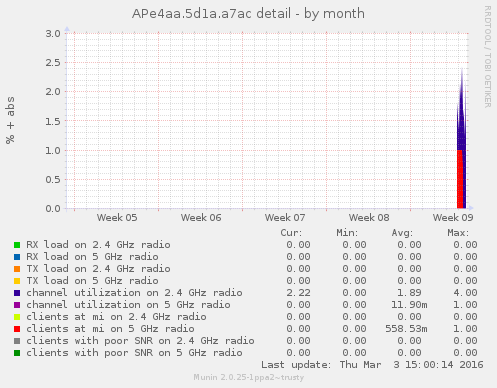 APe4aa.5d1a.a7ac detail - by month
RRDTOOL / TOBI OETIKER
% + abs
3.0
2.5
2.0
1.5
1.0
0.5
0.0
Week 05 Week 06 Week 07 Week 08 Week 09
Cur: Min: Avg: Max:
RX load on 2.4 GHz radio 0.00 0.00 0.00 0.00
RX load on 5 GHz radio 0.00 0.00 0.00 0.00
TX load on 2.4 GHz radio 0.00 0.00 0.00 0.00
TX load on 5 GHz radio 0.00 0.00 0.00 0.00
channel utilization on 2.4 GHz radio 2.22 0.00 1.89 4.00
channel utilization on 5 GHz radio 0.00 0.00 11.90m 1.00
clients at mi on 2.4 GHz radio 0.00 0.00 0.00 0.00
clients at mi on 5 GHz radio 0.00 0.00 558.53m 1.00
clients with poor SNR on 2.4 GHz radio 0.00 0.00 0.00 0.00
clients with poor SNR on 5 GHz radio 0.00 0.00 0.00 0.00
Last update: Thu Mar 3 15:00:14 2016
Munin 2.0.25-1ppa2~trusty